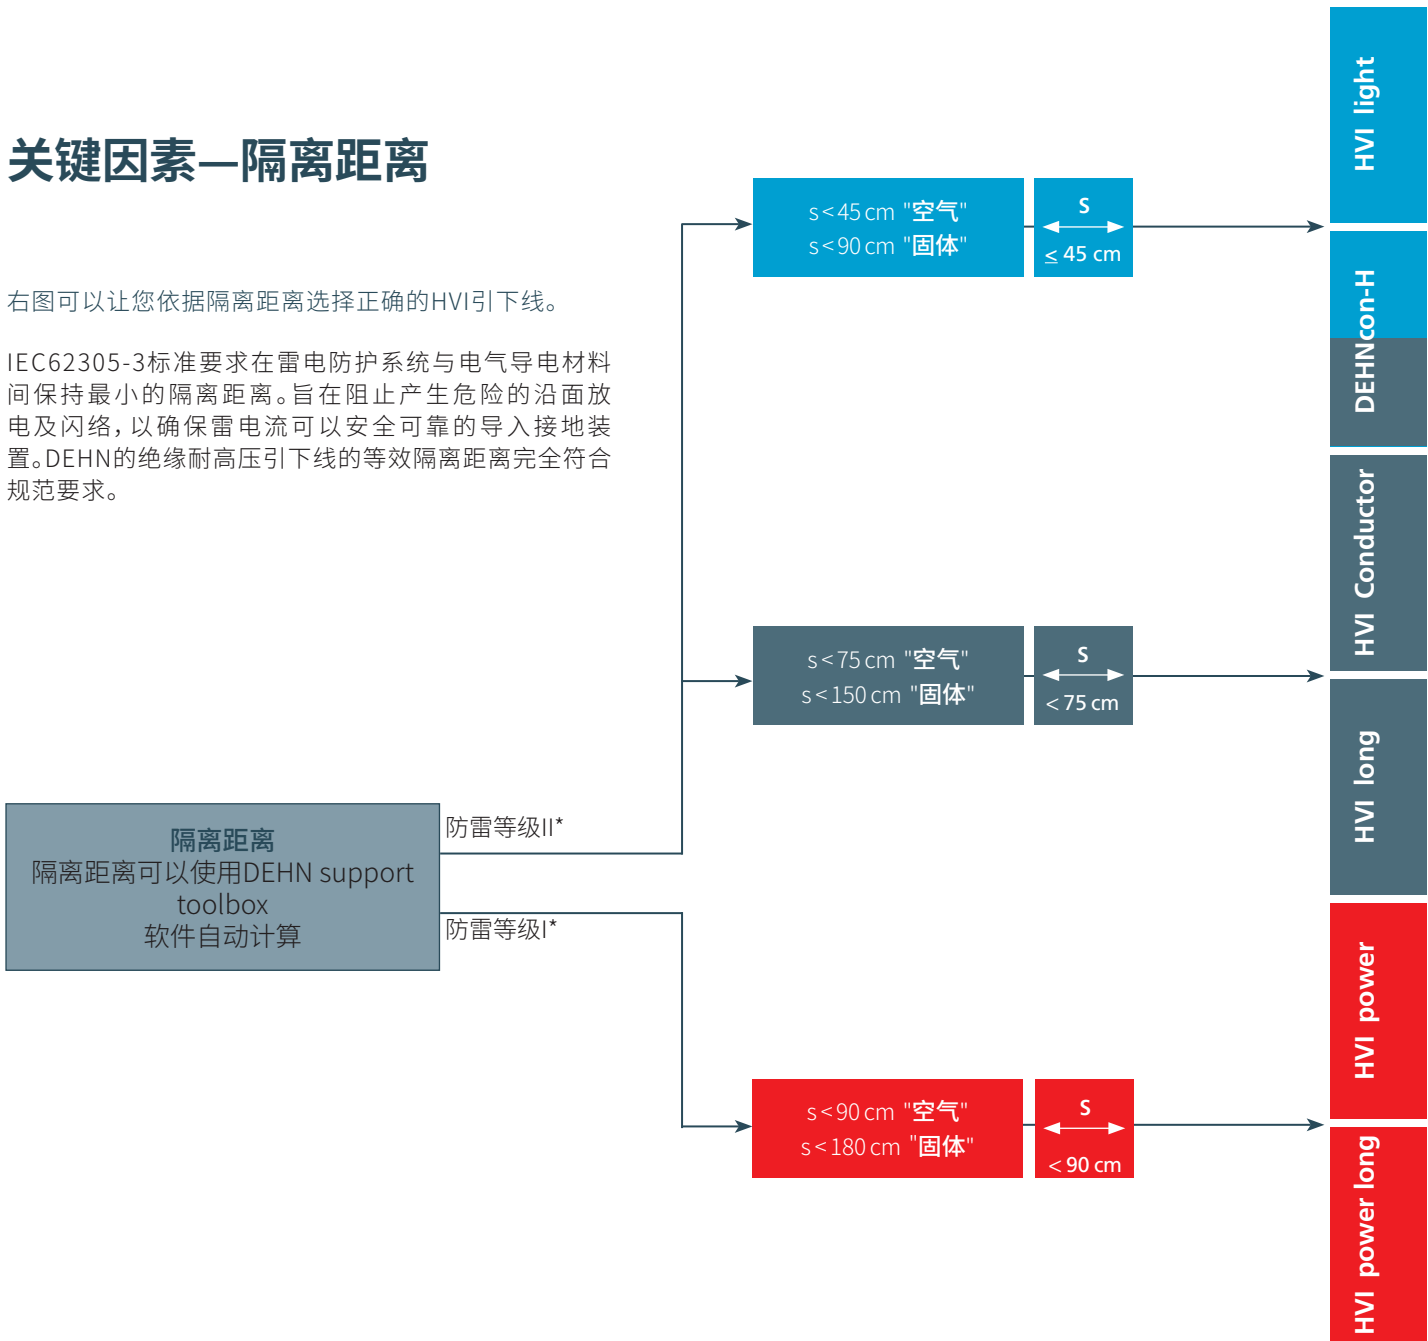 关键因素—隔离距离
右图可以让您依据隔离距离选择正确的HVI引下线。
IEC62305-3标准要求在雷电防护系统与电气导电材料
间保持最小的隔离距离。旨在阻止产生危险的沿面放
电及闪络，以确保雷电流可以安全可靠的导入接地装
置。DEHN的绝缘耐高压引下线的等效隔离距离完全符合
规范要求。
隔离距离
隔离距离可以使用DEHN support
toolbox
软件自动计算
防雷等级II*
防雷等级I*
s < 45 cm "空气"
s < 90 cm "固体"
s
≤ 45 cm
s < 75 cm "空气"
s < 150 cm "固体"
s
< 75 cm
s < 90 cm "空气"
s < 180 cm "固体"
s
< 90 cm
HVI light
DEHNcon-H
HVI Conductor
HVI long
HVI power
HVI power long